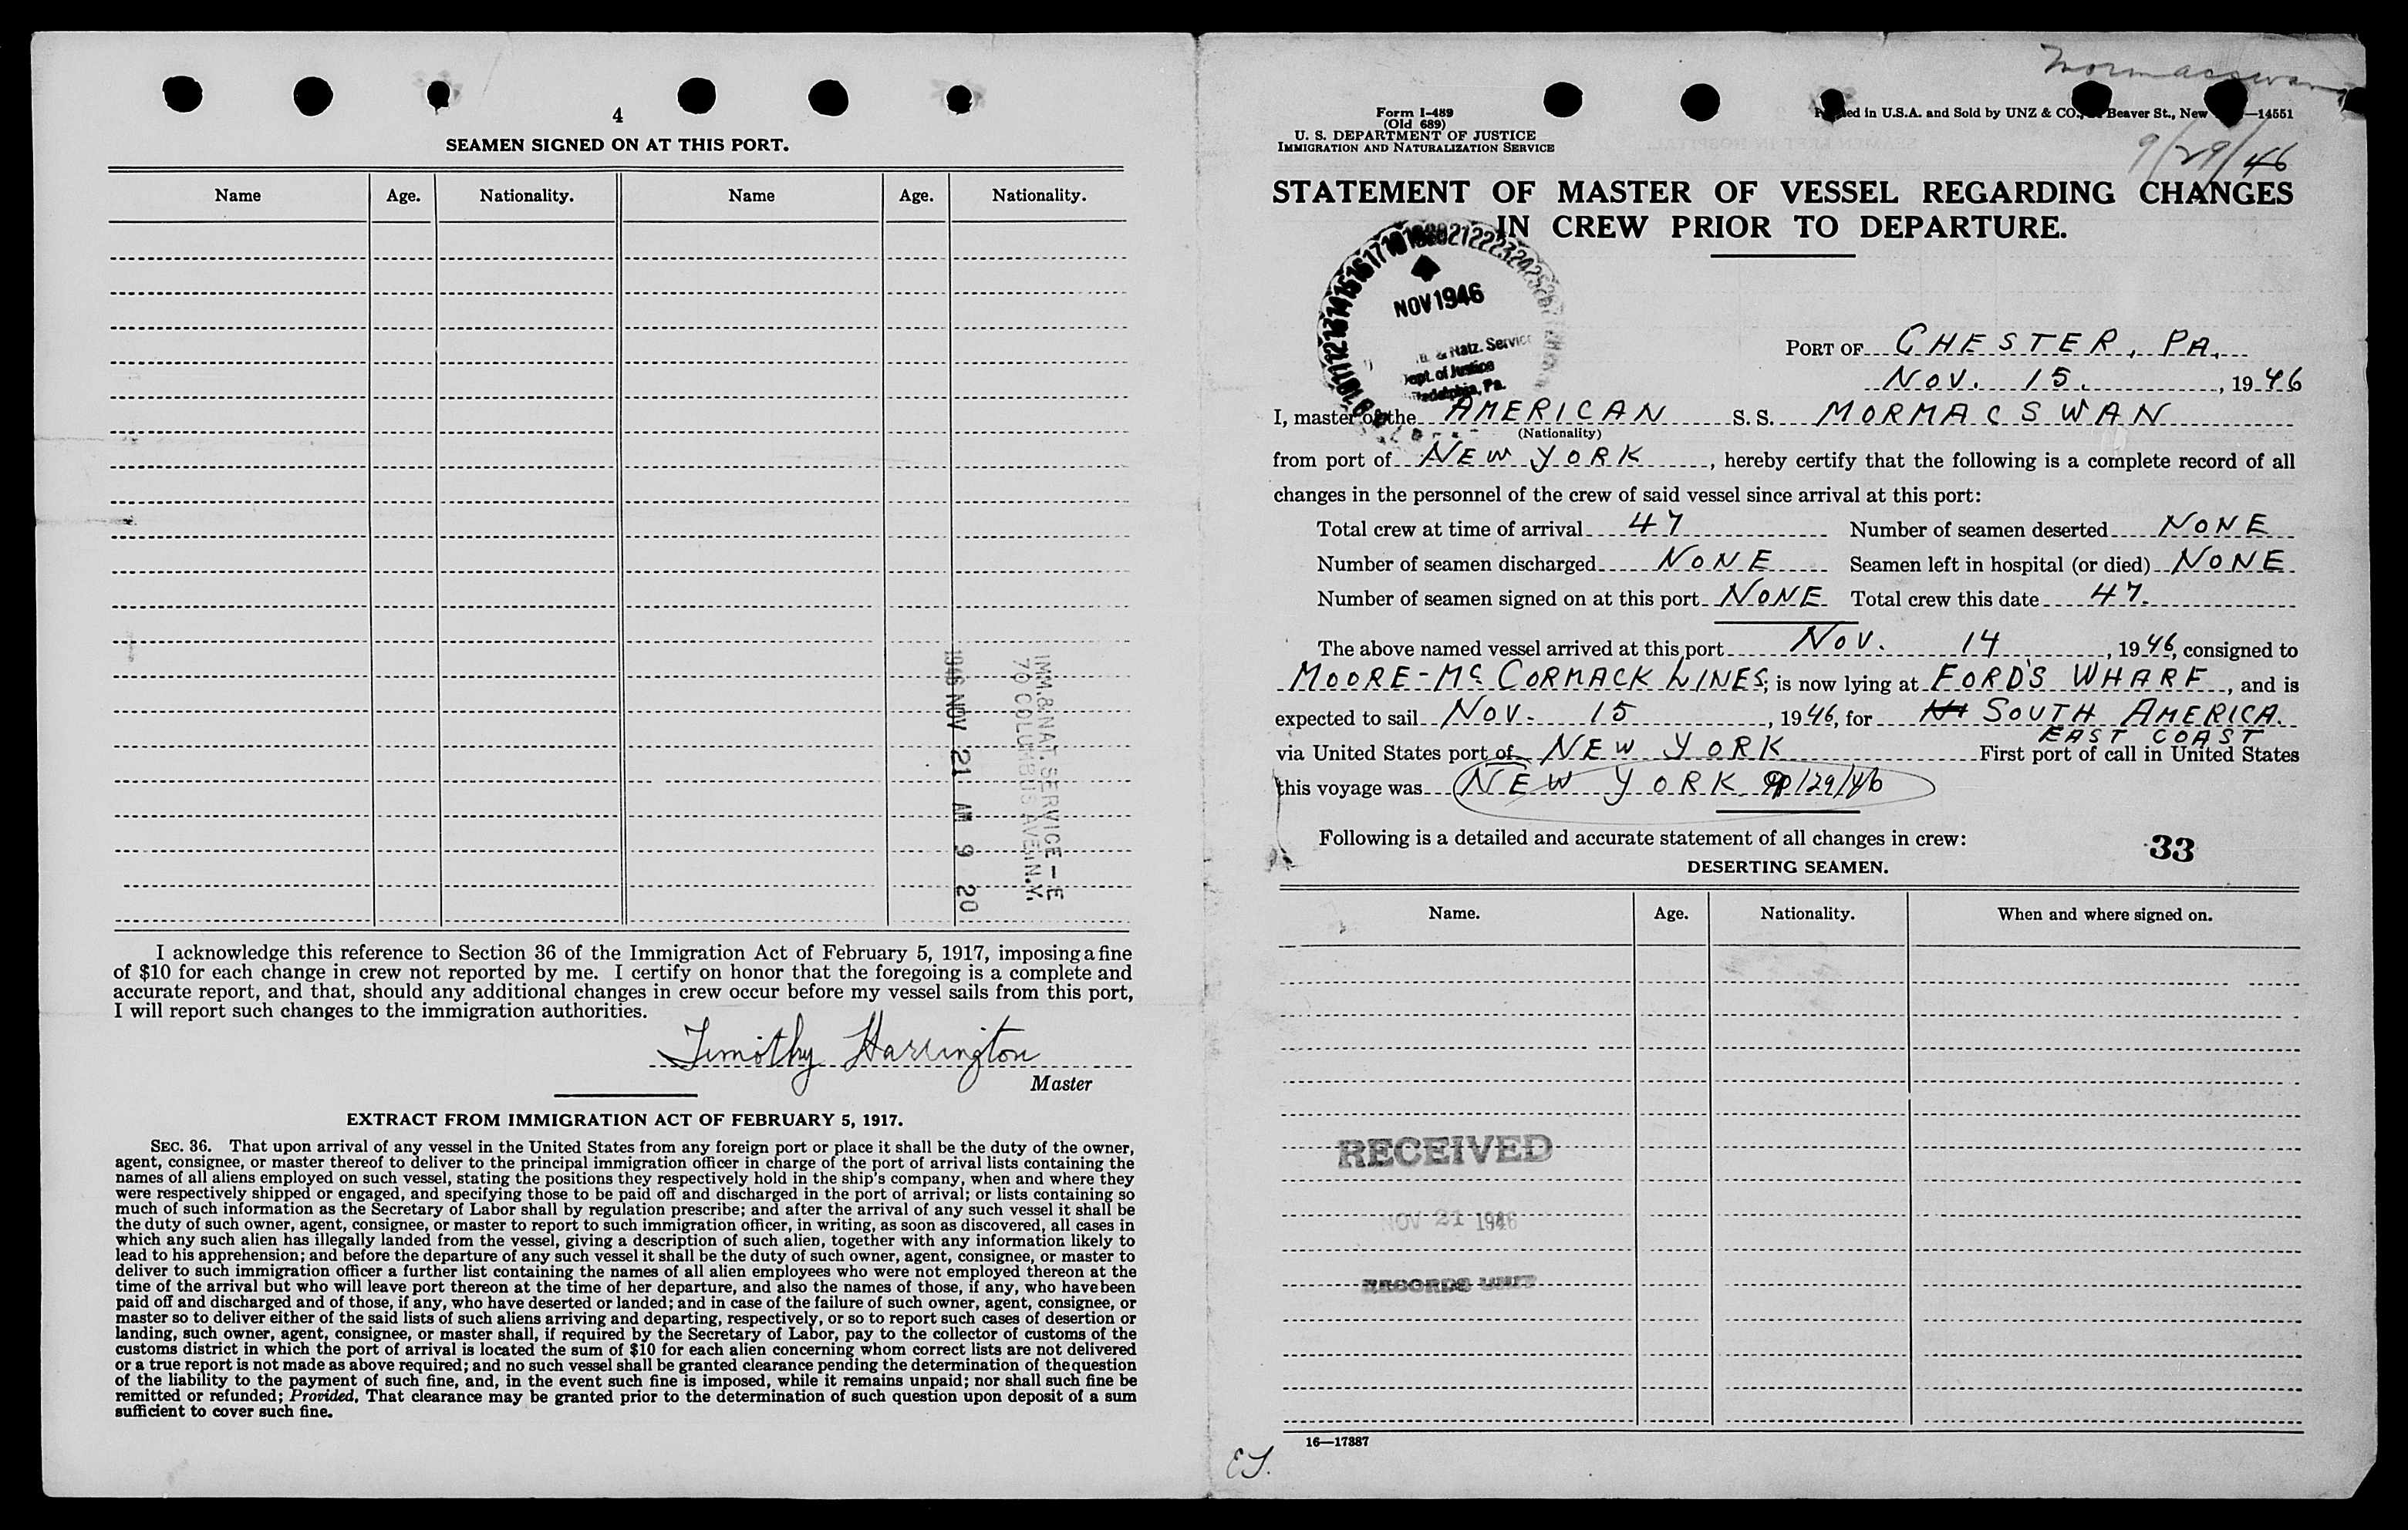 4
SEAMEN SIGNED ON AT THIS PORT.
Name Age. Nationality. Name Age. Nationality.
IMM. & NAT. SERVICE - E
70 COLUMBUS AVE. N.Y.
1946 NOV 21 AM 9 20
I acknowledge this reference to Section 36 of the Immigration Act of February 5, 1917, imposing a fine
of $10 for each change in crew not reported by me. I certify on honor that the foregoing is a complete and
accurate report, and that, should any additional changes in crew occur before my vessel sails from this port,
I will report such changes to the immigration authorities.
Timothy Harrington
Master
EXTRACT FROM IMMIGRATION ACT OF FEBRUARY 5, 1917.
SEC. 36. That upon arrival of any vessel in the United States from any foreign port or place it shall be the duty of the owner,
agent, consignee, or master thereof to deliver to the principal immigration officer in charge of the port of arrival lists containing the
names of all aliens employed on such vessel, stating the positions they respectively hold in the ship's company, when and where they
were respectively shipped or engaged, and specifying those to be paid off and discharged in the port of arrival; or lists containing so
much of such information as the Secretary of Labor shall by regulation prescribe; and after the arrival of any such vessel it shall be
the duty of such owner, agent, consignee, or master to report to such immigration officer, in writing, as soon as discovered, all cases in
which any such alien has illegally landed from the vessel, giving a description of such alien, together with any information likely to
lead to his apprehension; and before the departure of any such vessel it shall be the duty of such owner, agent, consignee, or master to
deliver to such immigration officer a further list containing the names of all alien employees who were not employed thereon at the
time of the arrival but who will leave port thereon at the time of her departure, and also the names of those, if any, who have been
paid off and discharged and of those, if any, who have deserted or landed; and in case of the failure of such owner, agent, consignee, or
master so to deliver either of the said lists of such aliens arriving and departing, respectively, or so to report such cases of desertion or
landing, such owner, agent, consignee, or master shall, if required by the Secretary of Labor, pay to the collector of customs of the
customs district in which the port of arrival is located the sum of $10 for each alien concerning whom correct lists are not delivered
or a true report is not made as above required; and no such vessel shall be granted clearance pending the determination of the question
of the liability to the payment of such fine, and, in the event such fine is imposed, while it remains unpaid; nor shall such fine be
remitted or refunded; Provided, That clearance may be granted prior to the determination of such question upon deposit of a sum
sufficient to cover such fine.
Mormacswan
Form I-489
(Old 689)
U. S. DEPARTMENT OF JUSTICE
IMMIGRATION AND NATURALIZATION SERVICE
in U.S.A. and Sold by UNZ & CO., Beaver St., New —14551
9/29/46
STATEMENT OF MASTER OF VESSEL REGARDING CHANGES
IN CREW PRIOR TO DEPARTURE.
NOV 1946
& Natz. Service
Dept. of Justice
Philadelphia, Pa.
PORT OF CHESTER, PA.
NOV. 15, 1946
I, master of the AMERICAN S. S. MORMACSWAN
(Nationality)
from port of NEW YORK, hereby certify that the following is a complete record of all
changes in the personnel of the crew of said vessel since arrival at this port:
Total crew at time of arrival 47 Number of seamen deserted NONE
Number of seamen discharged NONE Seamen left in hospital (or died) NONE
Number of seamen signed on at this port NONE Total crew this date 47.
The above named vessel arrived at this port NOV. 14, 1946, consigned to
MOORE-McCORMACK LINES; is now lying at FORD'S WHARF, and is
expected to sail NOV. 15, 1946, for SOUTH AMERICA.
EAST COAST
via United States port of NEW YORK First port of call in United States
this voyage was NEW YORK 9/29/46
Following is a detailed and accurate statement of all changes in crew:
33
DESERTING SEAMEN.
Name. Age. Nationality. When and where signed on.
RECEIVED
NOV 21 1946
RECORDS UNIT
16—17387